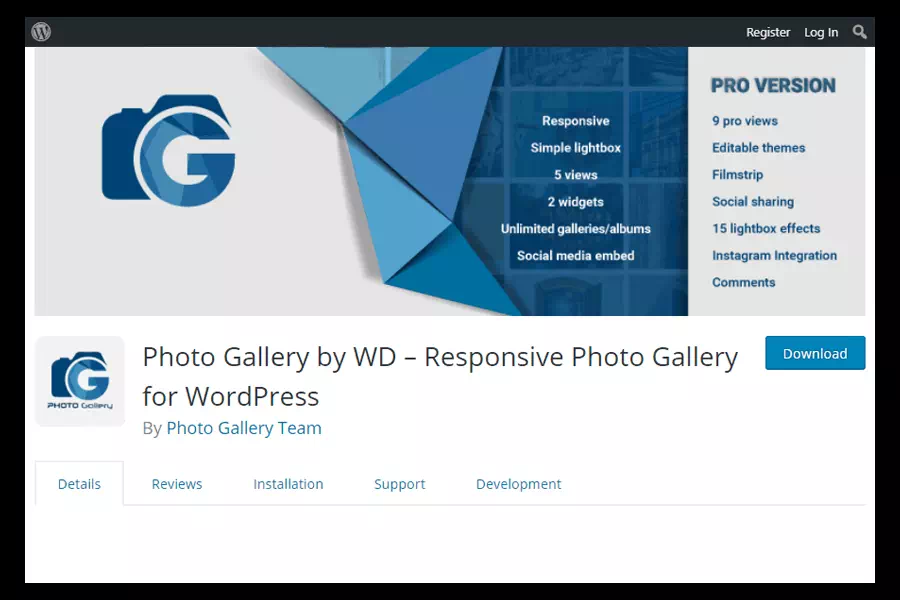 Register Log In
PRO VERSION
Responsive
Simple lightbox
5 views
2 widgets
Unlimited galleries/albums
Social media embed
9 pro views
Editable themes
Filmstrip
Social sharing
15 lightbox effects
Instagram Integration
Comments
Photo Gallery by WD – Responsive Photo Gallery
for WordPress
Download
PHOTO Gallery
By Photo Gallery Team
Details Reviews Installation Support Development